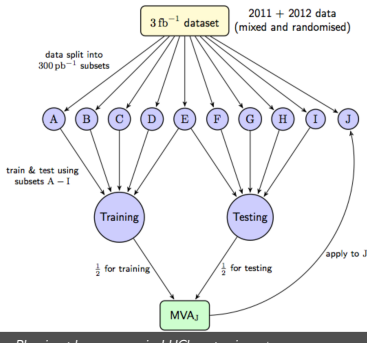 3 fb⁻¹ dataset
2011 + 2012 data
(mixed and randomised)
data split into
300 pb⁻¹ subsets
A B C D E F G H I J
train & test using
subsets A – I
Training
Testing
½ for training
½ for testing
apply to J
MVA_J